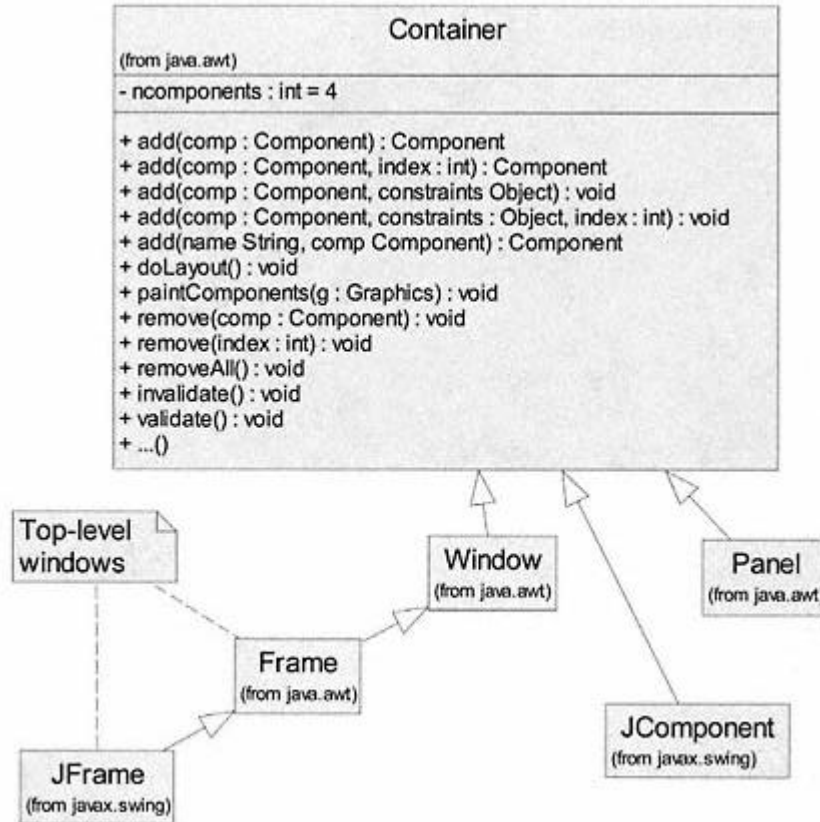 Container
(from java.awt)
- ncomponents : int = 4
+ add(comp : Component) : Component
+ add(comp : Component, index : int) : Component
+ add(comp : Component, constraints Object) : void
+ add(comp : Component, constraints : Object, index : int) : void
+ add(name String, comp Component) : Component
+ doLayout() : void
+ paintComponents(g : Graphics) : void
+ remove(comp : Component) : void
+ remove(index : int) : void
+ removeAll() : void
+ invalidate() : void
+ validate() : void
+ ...()
Top-level
windows
Window
(from java.awt)
Panel
(from java.awt)
Frame
(from java.awt)
JComponent
(from javax.swing)
JFrame
(from javax.swing)